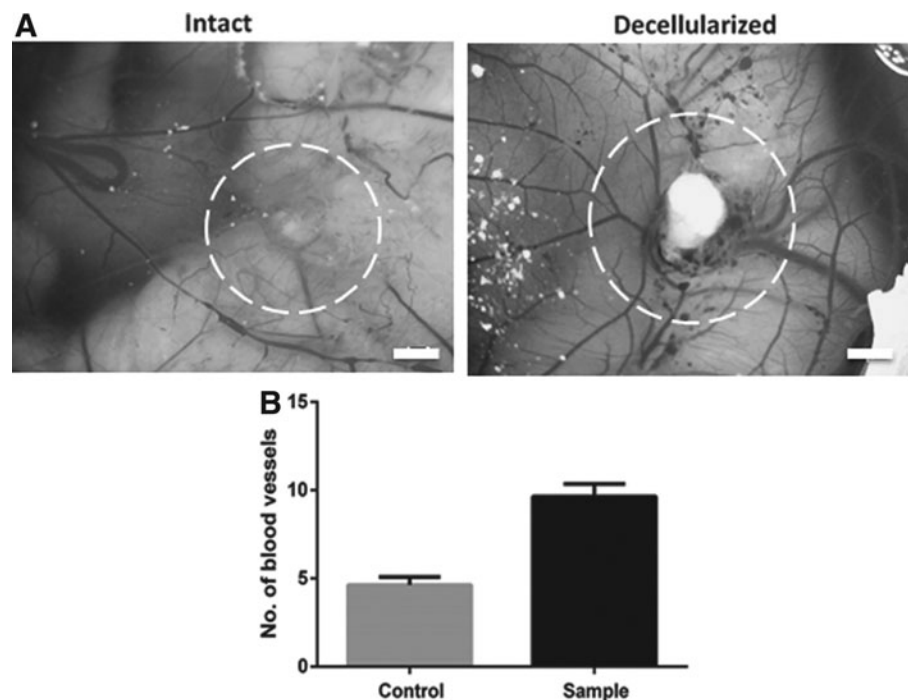 A
Intact
Decellularized
B
15
10
5
0
No. of blood vessels
Control
Sample